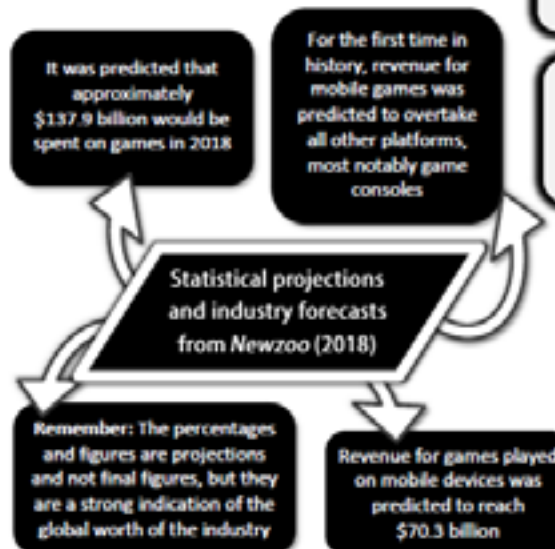 It was predicted that
approximately
$137.9 billion would be
spent on games in 2018
For the first time in
history, revenue for
mobile games was
predicted to overtake
all other platforms,
most notably game
consoles
Statistical projections
and industry forecasts
from Newzoo (2018)
Remember: The percentages
and figures are projections
and not final figures, but they
are a strong indication of the
global worth of the industry
Revenue for games played
on mobile devices was
predicted to reach
$70.3 billion